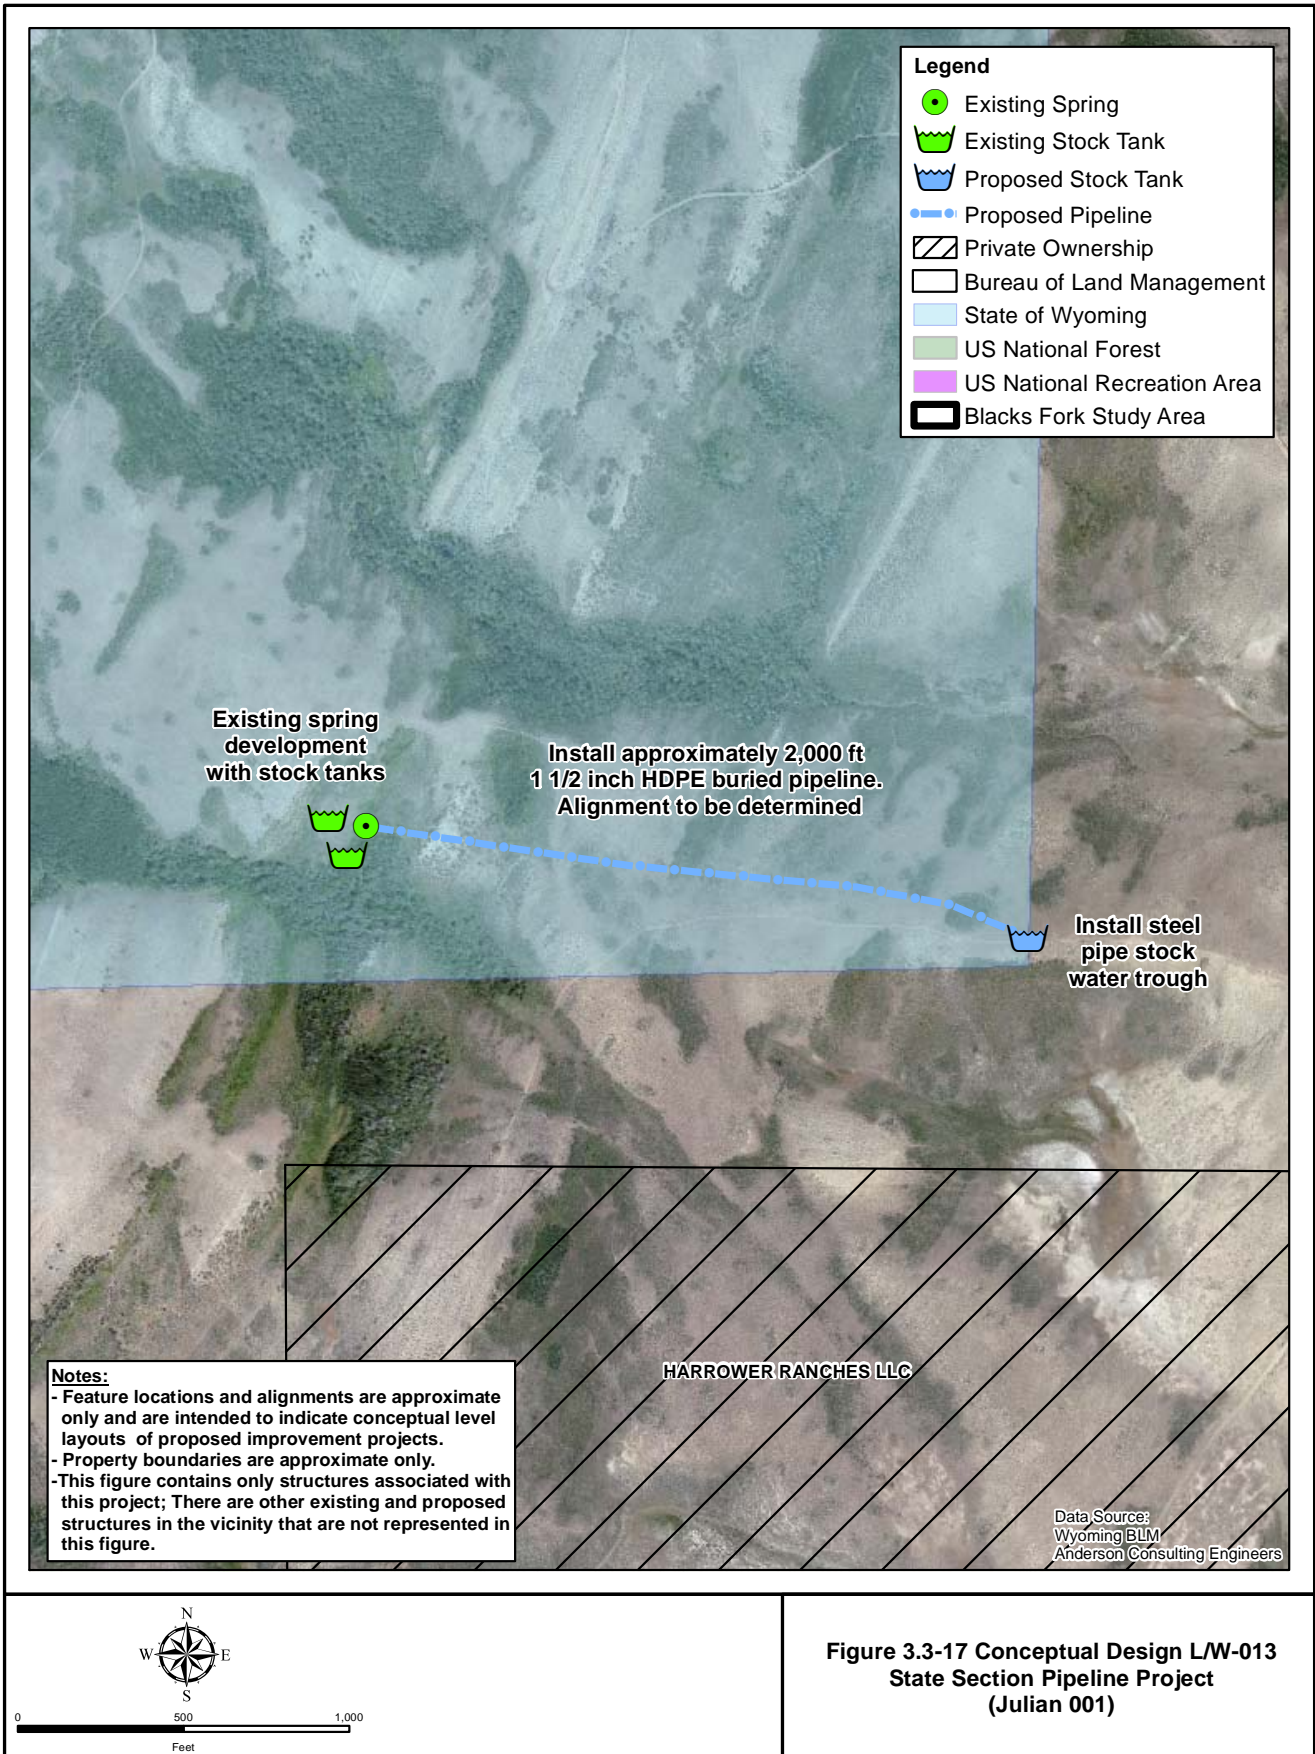 Legend
Existing Spring
Existing Stock Tank
Proposed Stock Tank
Proposed Pipeline
Private Ownership
Bureau of Land Management
State of Wyoming
US National Forest
US National Recreation Area
Blacks Fork Study Area
Existing spring
development
with stock tanks
Install approximately 2,000 ft
1 1/2 inch HDPE buried pipeline.
Alignment to be determined
Install steel
pipe stock
water trough
HARROWER RANCHES LLC
Notes:
- Feature locations and alignments are approximate
only and are intended to indicate conceptual level
layouts of proposed improvement projects.
- Property boundaries are approximate only.
-This figure contains only structures associated with
this project; There are other existing and proposed
structures in the vicinity that are not represented in
this figure.
Data Source:
Wyoming BLM
Anderson Consulting Engineers
N
W E
S
0 500 1,000
Feet
Figure 3.3-17 Conceptual Design L/W-013
State Section Pipeline Project
(Julian 001)